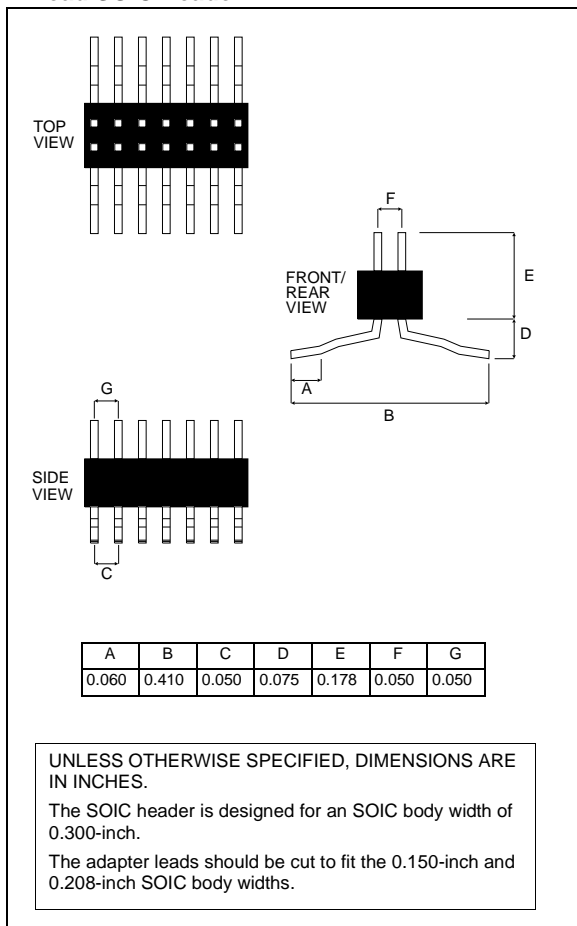 TOP
VIEW
F
FRONT/
REAR
VIEW
E
D
A
B
G
SIDE
VIEW
C
A B C D E F G
0.060 0.410 0.050 0.075 0.178 0.050 0.050
UNLESS OTHERWISE SPECIFIED, DIMENSIONS ARE
IN INCHES.
The SOIC header is designed for an SOIC body width of
0.300-inch.
The adapter leads should be cut to fit the 0.150-inch and
0.208-inch SOIC body widths.